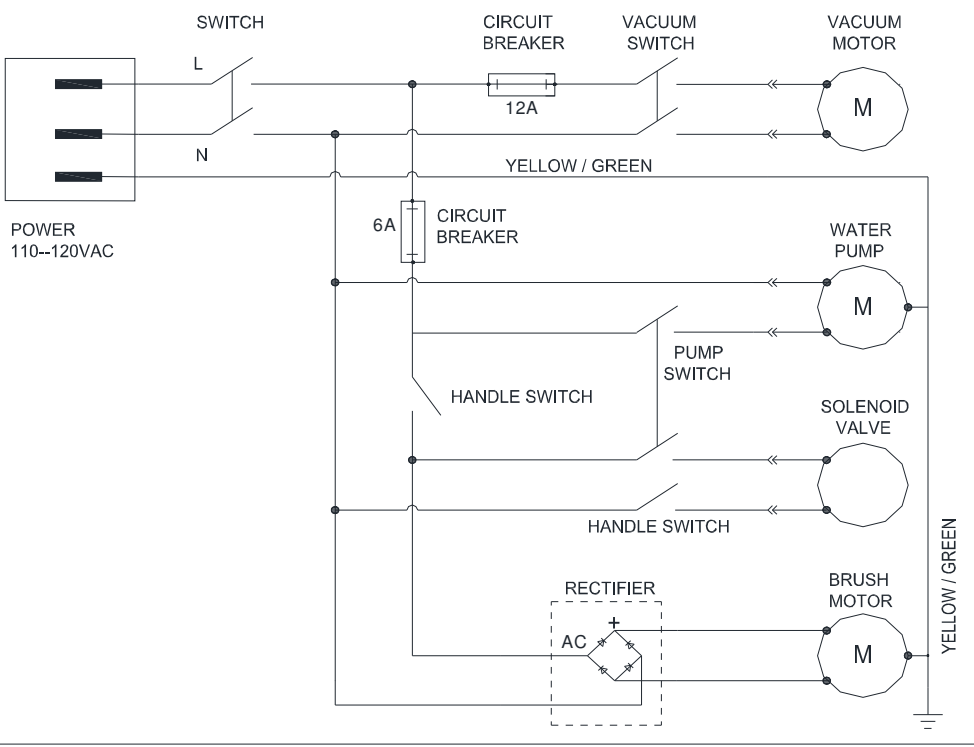 SWITCH
CIRCUIT
BREAKER
VACUUM
SWITCH
VACUUM
MOTOR
L
12A
M
N
YELLOW / GREEN
POWER
110--120VAC
6A
CIRCUIT
BREAKER
WATER
PUMP
M
PUMP
SWITCH
HANDLE SWITCH
SOLENOID
VALVE
HANDLE SWITCH
YELLOW / GREEN
RECTIFIER
BRUSH
MOTOR
+
AC
M